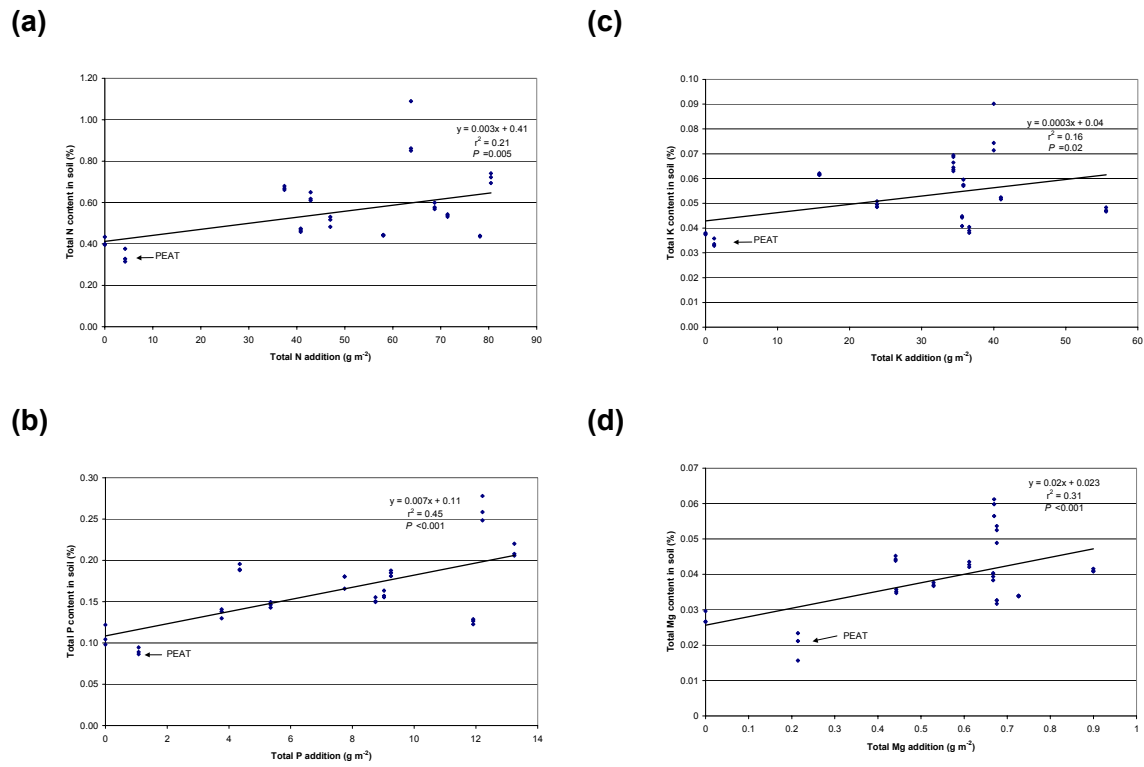 (a)
1.20
1.00
0.80
0.60
0.40
0.20
0.00
Total N content in soil (%)
y = 0.003x + 0.41
r² = 0.21
P =0.005
PEAT
0 10 20 30 40 50 60 70 80 90
Total N addition (g m⁻²)
(c)
0.10
0.09
0.08
0.07
0.06
0.05
0.04
0.03
0.02
0.01
0.00
Total K content in soil (%)
y = 0.0003x + 0.04
r² = 0.16
P =0.02
PEAT
0 10 20 30 40 50 60
Total K addition (g m⁻²)
(b)
0.30
0.25
0.20
0.15
0.10
0.05
0.00
Total P content in soil (%)
y = 0.007x + 0.11
r² = 0.45
P <0.001
PEAT
0 2 4 6 8 10 12 14
Total P addition (g m⁻²)
(d)
0.07
0.06
0.05
0.04
0.03
0.02
0.01
0
Total Mg content in soil (%)
y = 0.02x + 0.023
r² = 0.31
P <0.001
PEAT
0 0.1 0.2 0.3 0.4 0.5 0.6 0.7 0.8 0.9 1
Total Mg addition (g m⁻²)